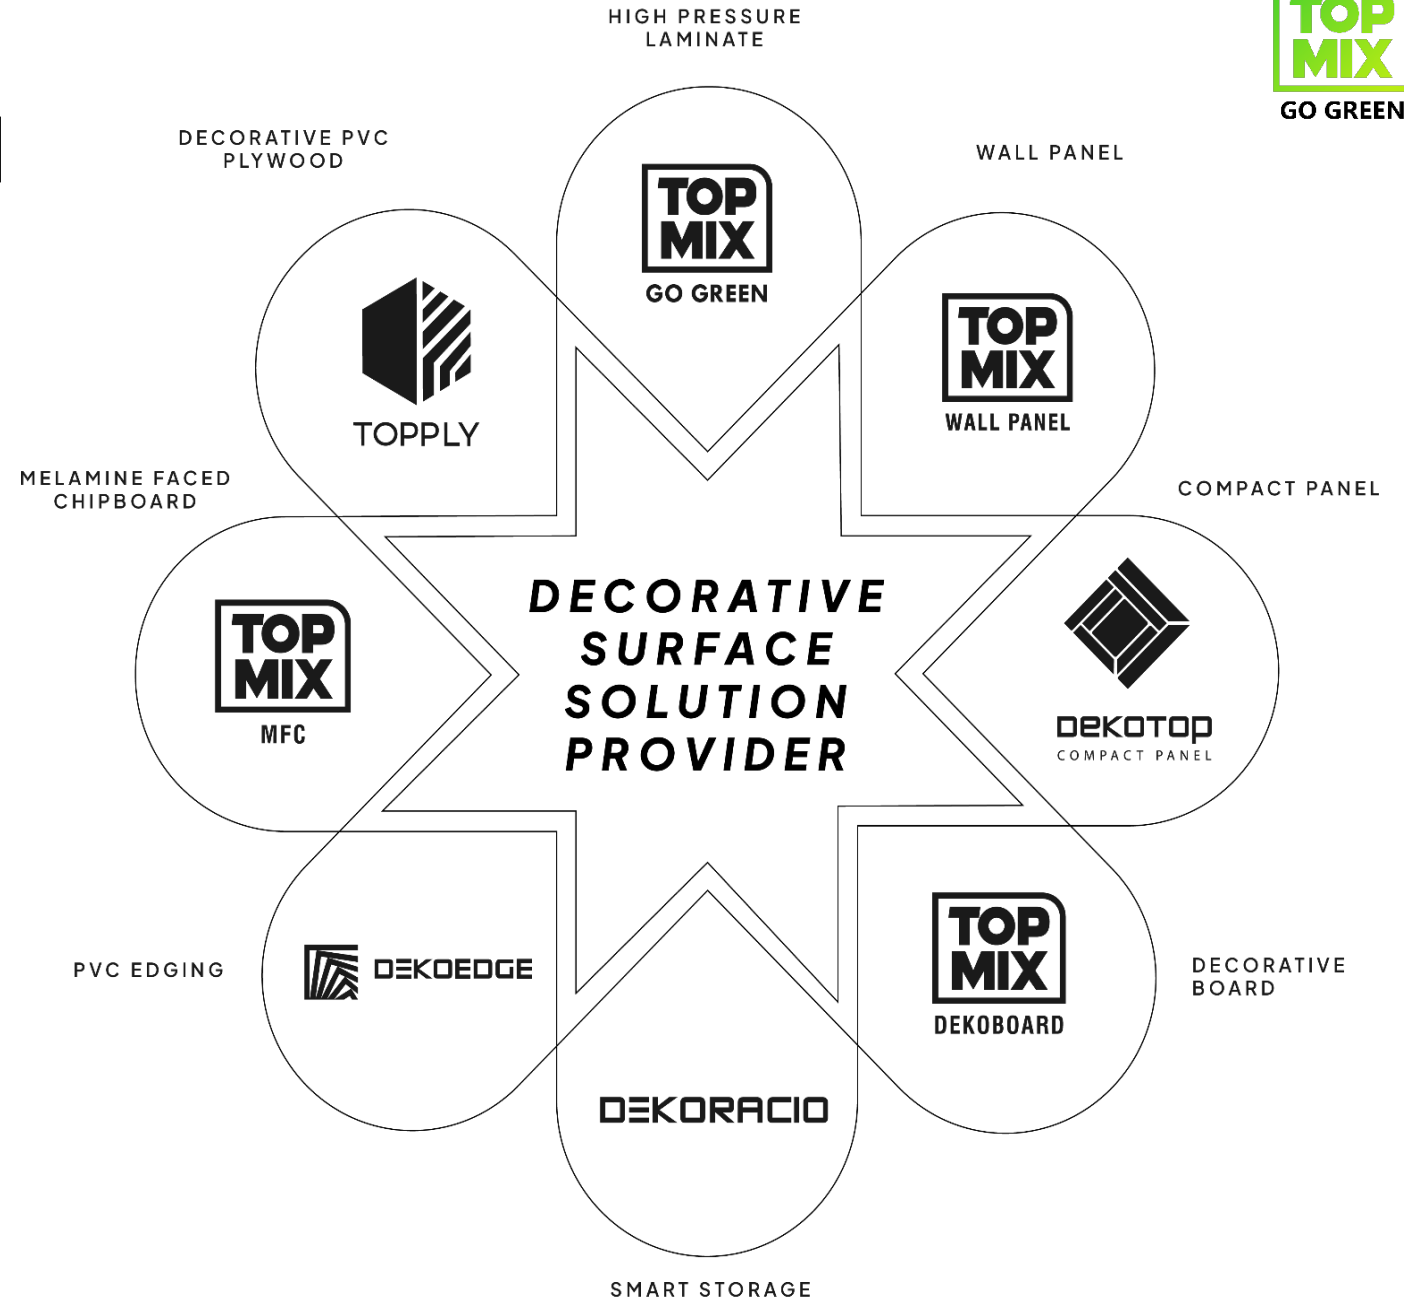 HIGH PRESSURE
LAMINATE
TOP
MIX
GO GREEN
DECORATIVE PVC
PLYWOOD
WALL PANEL
TOP
MIX
GO GREEN
TOPPLY
TOP
MIX
WALL PANEL
MELAMINE FACED
CHIPBOARD
COMPACT PANEL
TOP
MIX
MFC
DECORATIVE
SURFACE
SOLUTION
PROVIDER
DEKOTOP
COMPACT PANEL
PVC EDGING
DEKOEDGE
TOP
MIX
DEKOBOARD
DECORATIVE
BOARD
DEKORACIO
SMART STORAGE